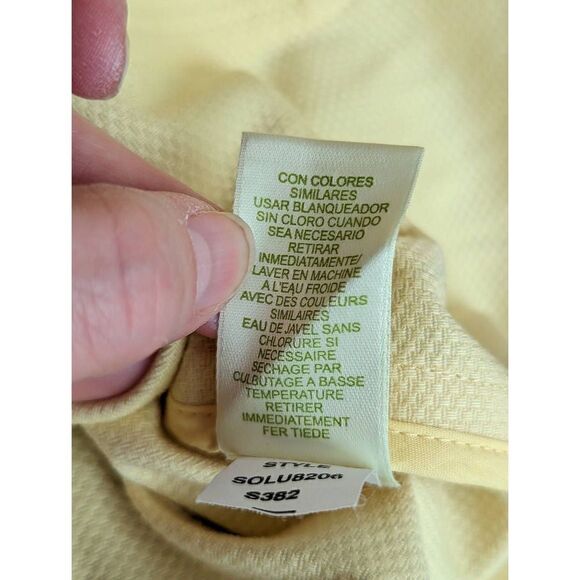 CON COLORES
SIMILARES
USAR BLANQUEADOR
SIN CLORO CUANDO
SEA NECESARIO
RETIRAR
INMEDIATAMENTE/
LAVER EN MACHINE
A L'EAU FROIDE
AVEC DES COULEURS
SIMILAIRES
EAU DE JAVEL SANS
CHLORURE SI
NECESSAIRE
SECHAGE PAR
CULBUTAGE A BASSE
TEMPERATURE
RETIRER
IMMEDIATEMENT
FER TIEDE
STYLE
SOLU8206
S382